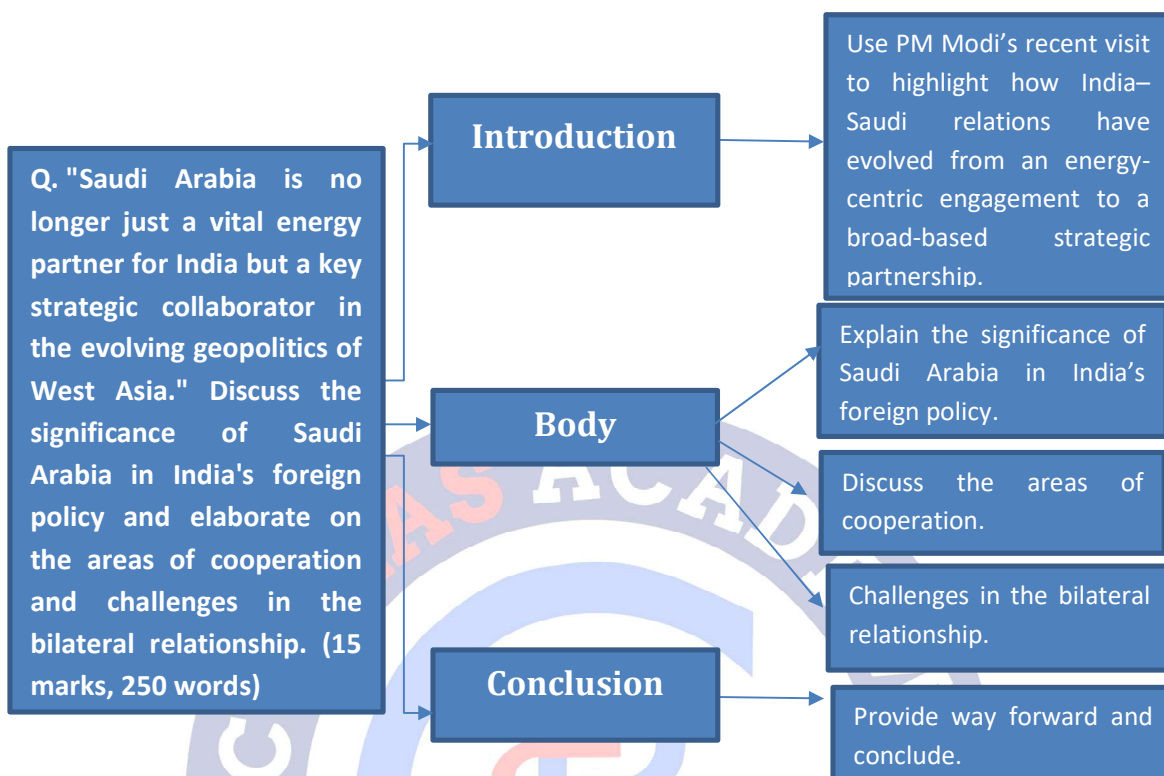 Q. "Saudi Arabia is no
longer just a vital energy
partner for India but a key
strategic collaborator in
the evolving geopolitics of
West Asia." Discuss the
significance of Saudi
Arabia in India's foreign
policy and elaborate on
the areas of cooperation
and challenges in the
bilateral relationship. (15
marks, 250 words)
Introduction
Use PM Modi’s recent visit
to highlight how India–
Saudi relations have
evolved from an energy-
centric engagement to a
broad-based strategic
partnership.
Body
Explain the significance of
Saudi Arabia in India’s
foreign policy.
Discuss the areas of
cooperation.
Challenges in the bilateral
relationship.
Conclusion
Provide way forward and
conclude.